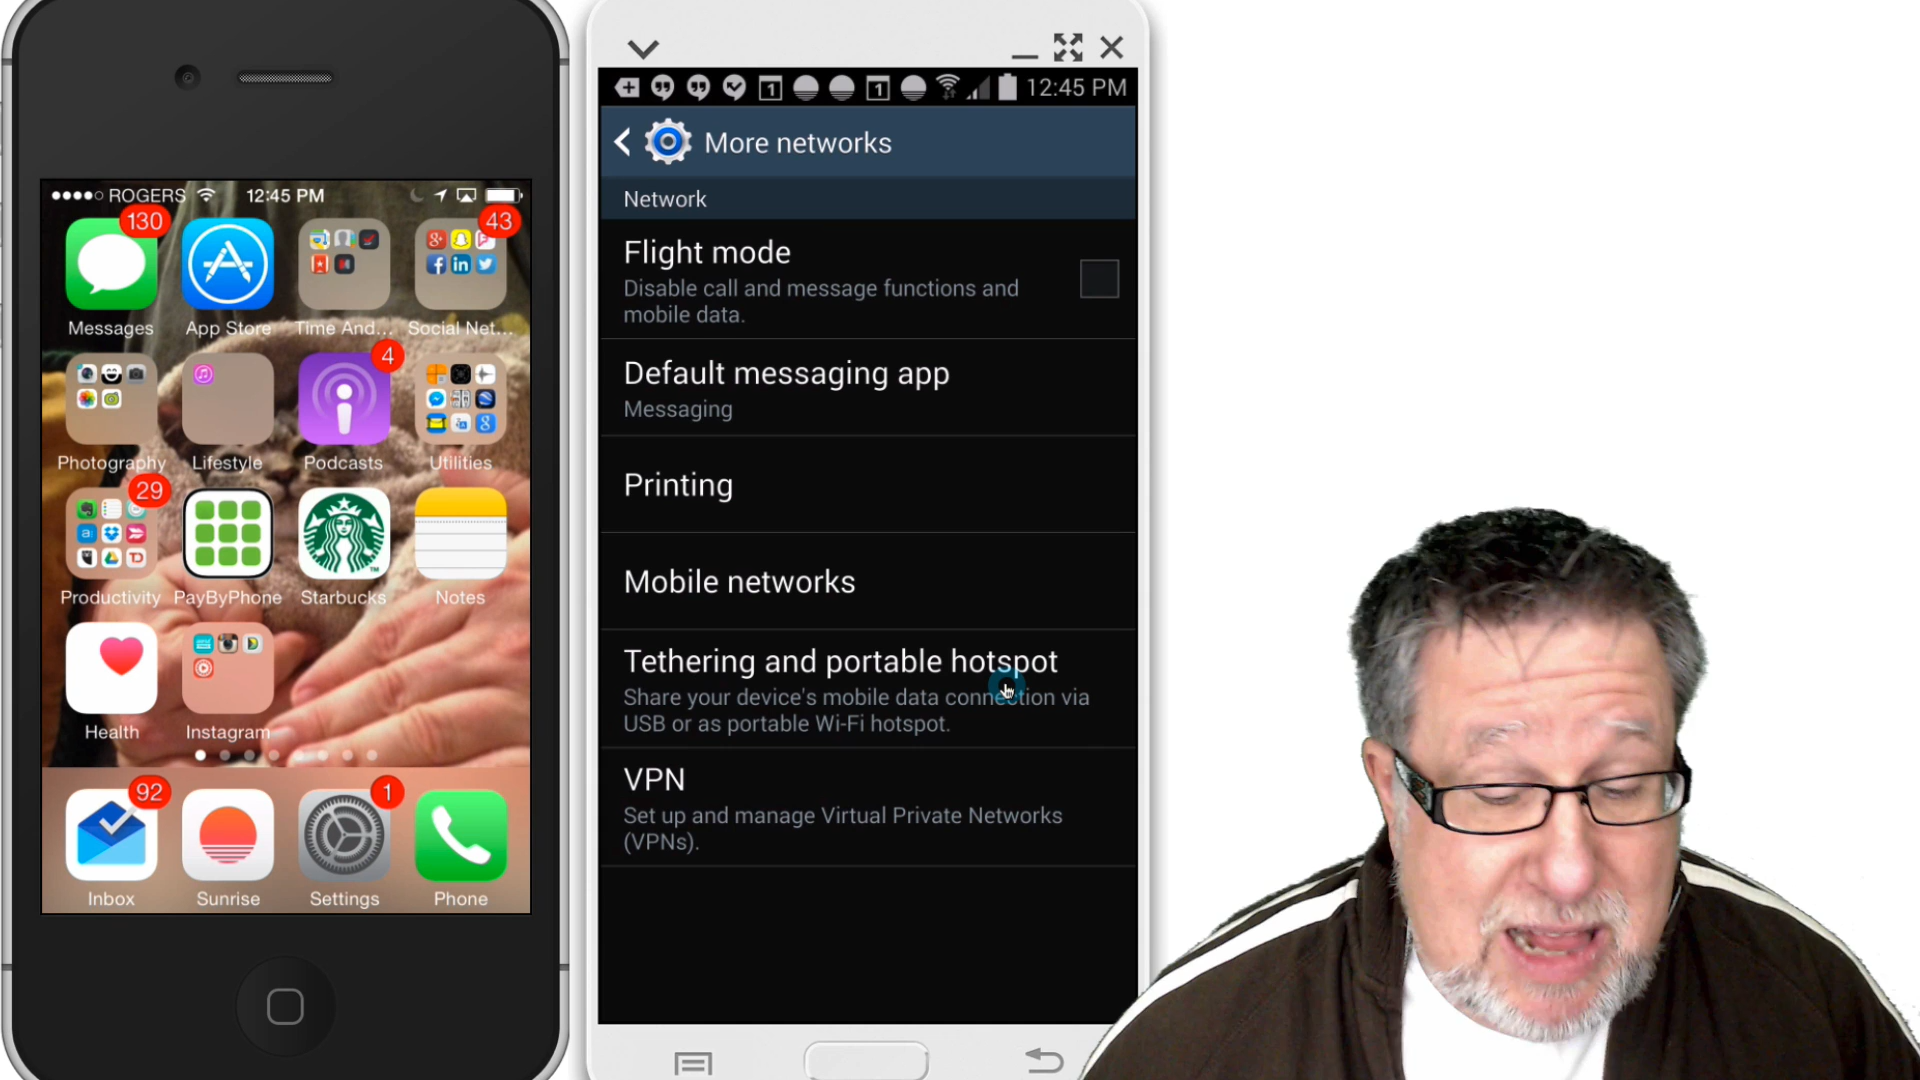 ROGERS 12:45 PM
130
43
Messages App Store Time And... Social Net...
4
Photography Lifestyle Podcasts Utilities
29
Productivity PayByPhone Starbucks Notes
Health Instagram
92
1
Inbox Sunrise Settings Phone
1 1 12:45 PM
More networks
Network
Flight mode
Disable call and message functions and
mobile data.
Default messaging app
Messaging
Printing
Mobile networks
Tethering and portable hotspot
Share your device's mobile data connection via
USB or as portable Wi-Fi hotspot.
VPN
Set up and manage Virtual Private Networks
(VPNs).